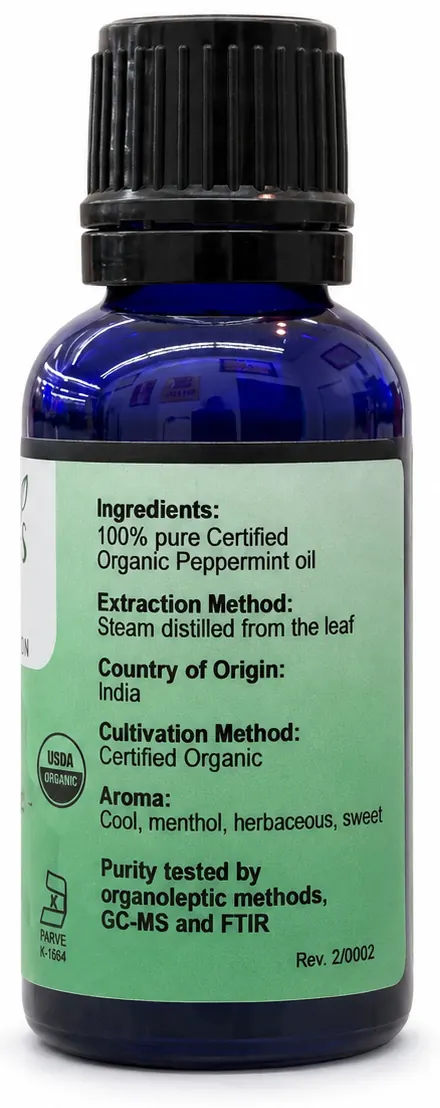 Ingredients:
100% pure Certified
Organic Peppermint oil
Extraction Method:
Steam distilled from the leaf
Country of Origin:
India
Cultivation Method:
Certified Organic
Aroma:
Cool, menthol, herbaceous, sweet
Purity tested by
organoleptic methods,
GC-MS and FTIR
Rev. 2/0002
USDA
ORGANIC
K
PARVE
K-1664
S
ON